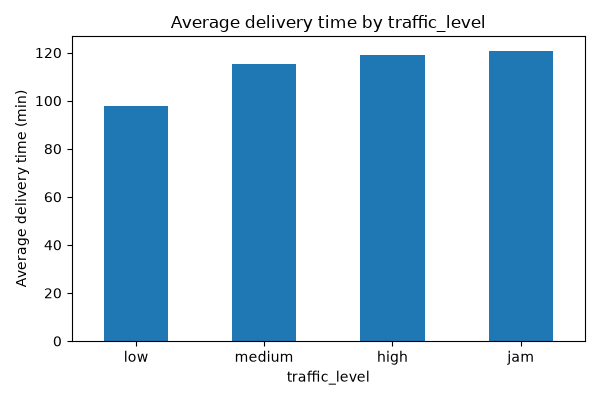 Average delivery time by traffic_level
Average delivery time (min)
120
100
80
60
40
20
0
low medium high jam
traffic_level